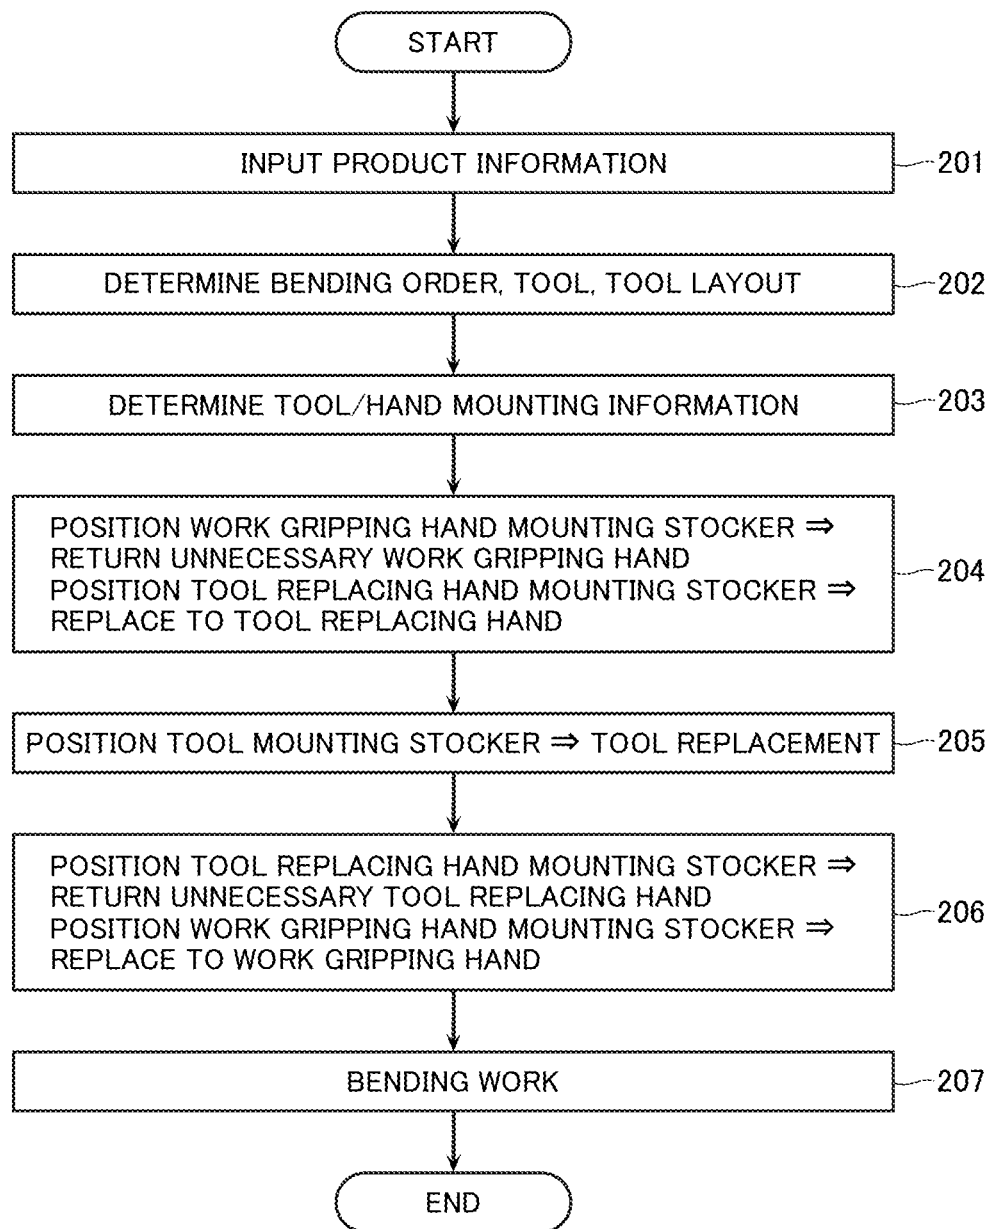 START
INPUT PRODUCT INFORMATION
201
DETERMINE BENDING ORDER, TOOL, TOOL LAYOUT
202
DETERMINE TOOL/HAND MOUNTING INFORMATION
203
POSITION WORK GRIPPING HAND MOUNTING STOCKER ⇒
RETURN UNNECESSARY WORK GRIPPING HAND
POSITION TOOL REPLACING HAND MOUNTING STOCKER ⇒
REPLACE TO TOOL REPLACING HAND
204
POSITION TOOL MOUNTING STOCKER ⇒ TOOL REPLACEMENT
205
POSITION TOOL REPLACING HAND MOUNTING STOCKER ⇒
RETURN UNNECESSARY TOOL REPLACING HAND
POSITION WORK GRIPPING HAND MOUNTING STOCKER ⇒
REPLACE TO WORK GRIPPING HAND
206
BENDING WORK
207
END